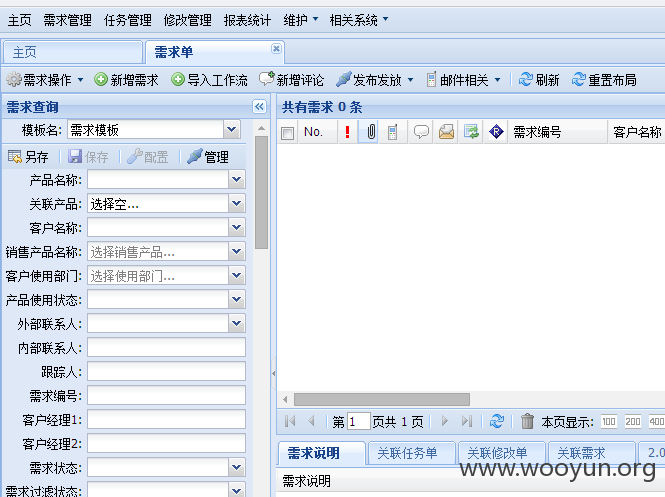 主页 需求管理 任务管理 修改管理 报表统计 维护 相关系统
主页 需求单
需求操作 新增需求 导入工作流 新增评论 发布发放 邮件相关 刷新 重置布局
需求查询
共有需求 0 条
模板名: 需求模板
No. ! 需求编号 客户名称
另存 保存 配置 管理
产品名称:
关联产品: 选择空...
客户名称:
销售产品名称: 选择销售产品...
客户使用部门: 选择使用部门...
产品使用状态:
外部联系人:
内部联系人:
跟踪人:
需求编号:
客户经理1:
客户经理2:
需求状态:
需求过滤状态:
第 1 页共 1 页 本页显示: 100 200 400
需求说明 关联任务单 关联修改单 关联需求 2.0
需求说明
www.wooyun.org